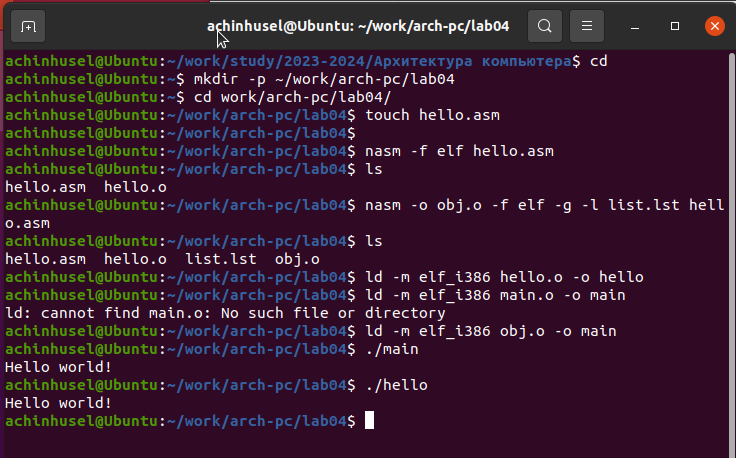 achinhusel@Ubuntu: ~/work/arch-pc/lab04
achinhusel@Ubuntu:~/work/study/2023-2024/Архитектура компьютера$ cd
achinhusel@Ubuntu:~$ mkdir -p ~/work/arch-pc/lab04
achinhusel@Ubuntu:~$ cd work/arch-pc/lab04/
achinhusel@Ubuntu:~/work/arch-pc/lab04$ touch hello.asm
achinhusel@Ubuntu:~/work/arch-pc/lab04$
achinhusel@Ubuntu:~/work/arch-pc/lab04$ nasm -f elf hello.asm
achinhusel@Ubuntu:~/work/arch-pc/lab04$ ls
hello.asm  hello.o
achinhusel@Ubuntu:~/work/arch-pc/lab04$ nasm -o obj.o -f elf -g -l list.lst hell
o.asm
achinhusel@Ubuntu:~/work/arch-pc/lab04$ ls
hello.asm  hello.o  list.lst  obj.o
achinhusel@Ubuntu:~/work/arch-pc/lab04$ ld -m elf_i386 hello.o -o hello
achinhusel@Ubuntu:~/work/arch-pc/lab04$ ld -m elf_i386 main.o -o main
ld: cannot find main.o: No such file or directory
achinhusel@Ubuntu:~/work/arch-pc/lab04$ ld -m elf_i386 obj.o -o main
achinhusel@Ubuntu:~/work/arch-pc/lab04$ ./main
Hello world!
achinhusel@Ubuntu:~/work/arch-pc/lab04$ ./hello
Hello world!
achinhusel@Ubuntu:~/work/arch-pc/lab04$